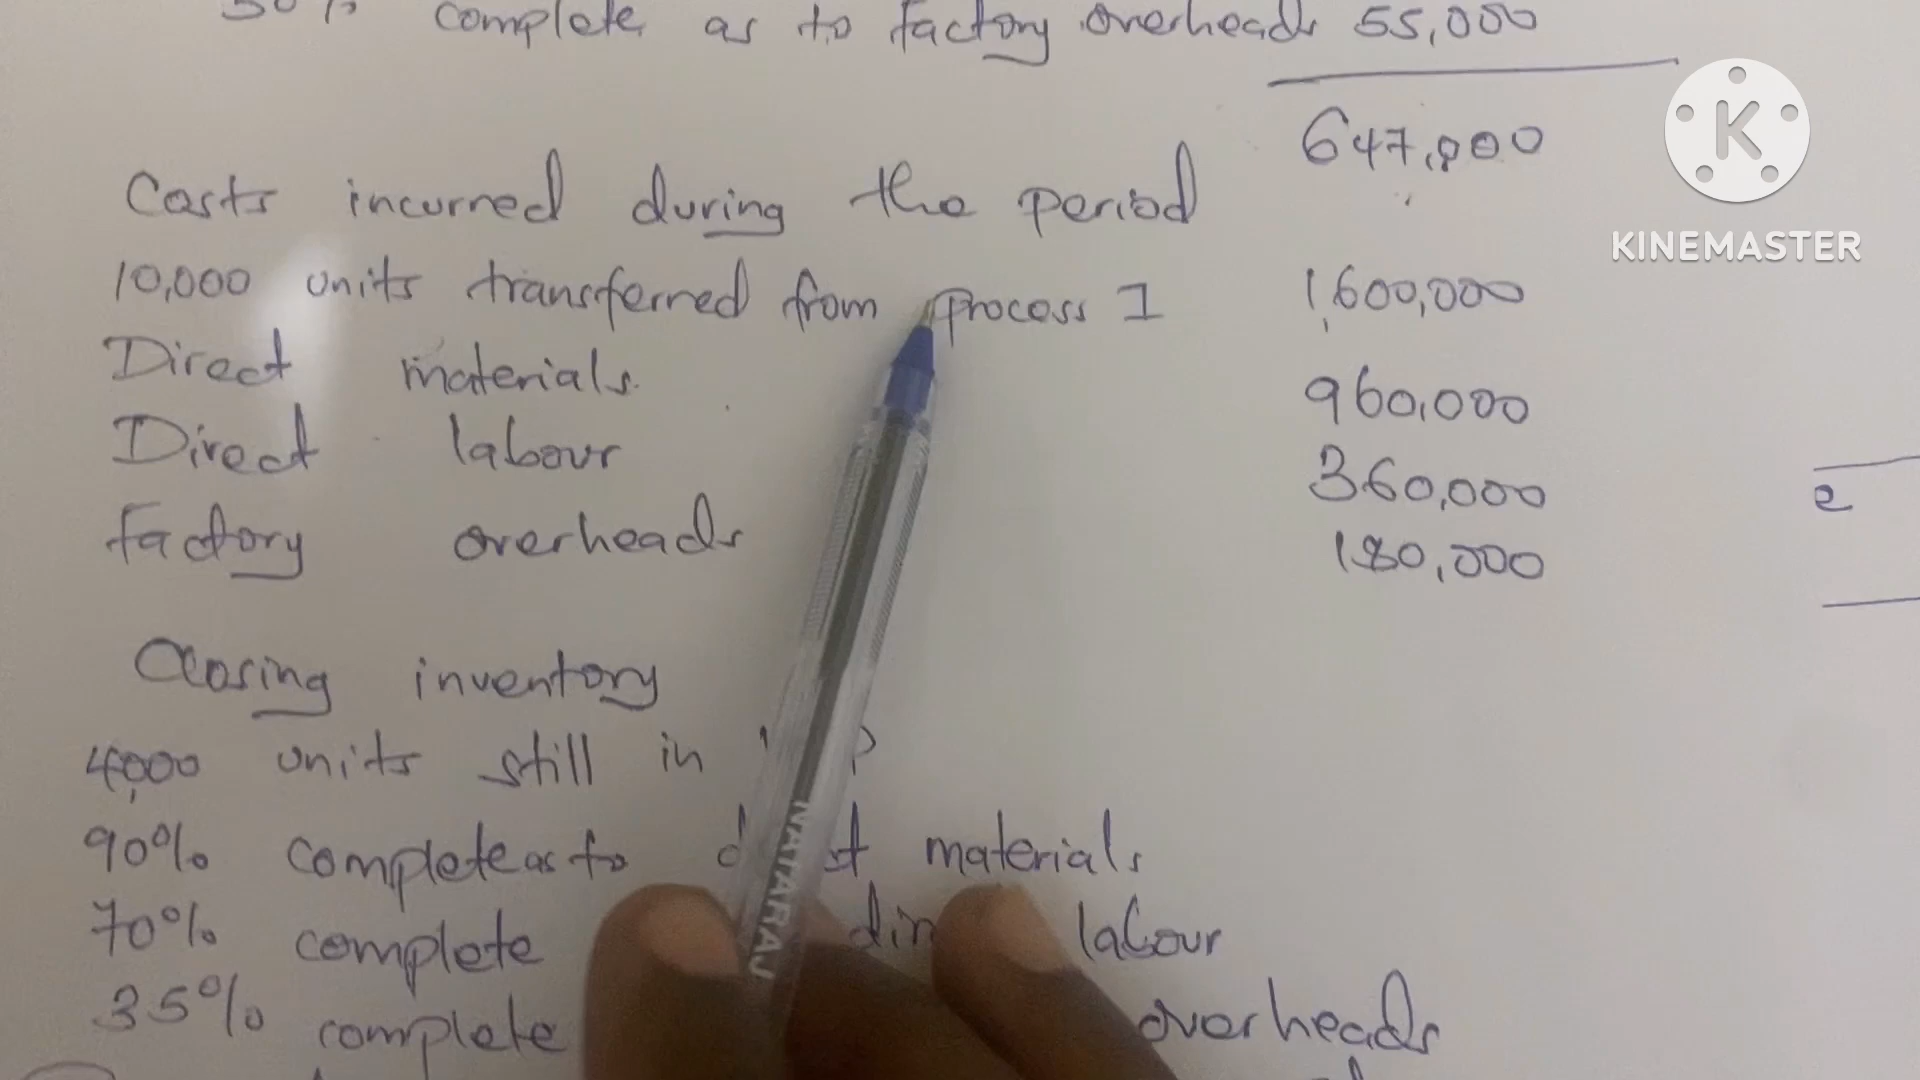 complete as to factory overheads 55,000
647,000
Costs incurred during the period
10,000 units transferred from process I 1,600,000
Direct materials. 960,000
Direct labour 360,000
factory overheads 180,000
e
Closing inventory
4,000 units still in
90% complete as to materials
70% complete labour
35% complete overheads
K
KINEMASTER
NATARAJ